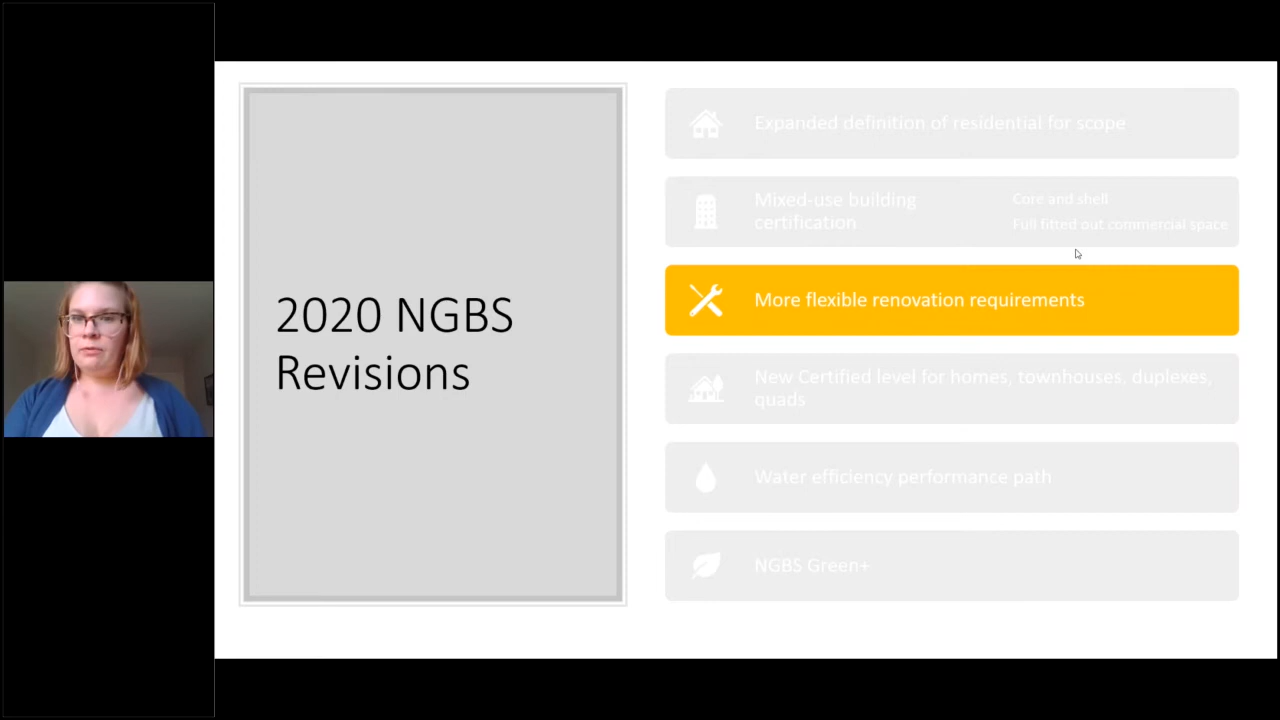 2020 NGBS
Revisions
Expanded definition of residential for scope
Mixed-use building
certification
Core and shell
Full fitted out commercial space
More flexible renovation requirements
New Certified level for homes, townhouses, duplexes,
quads
Water efficiency performance path
NGBS Green+